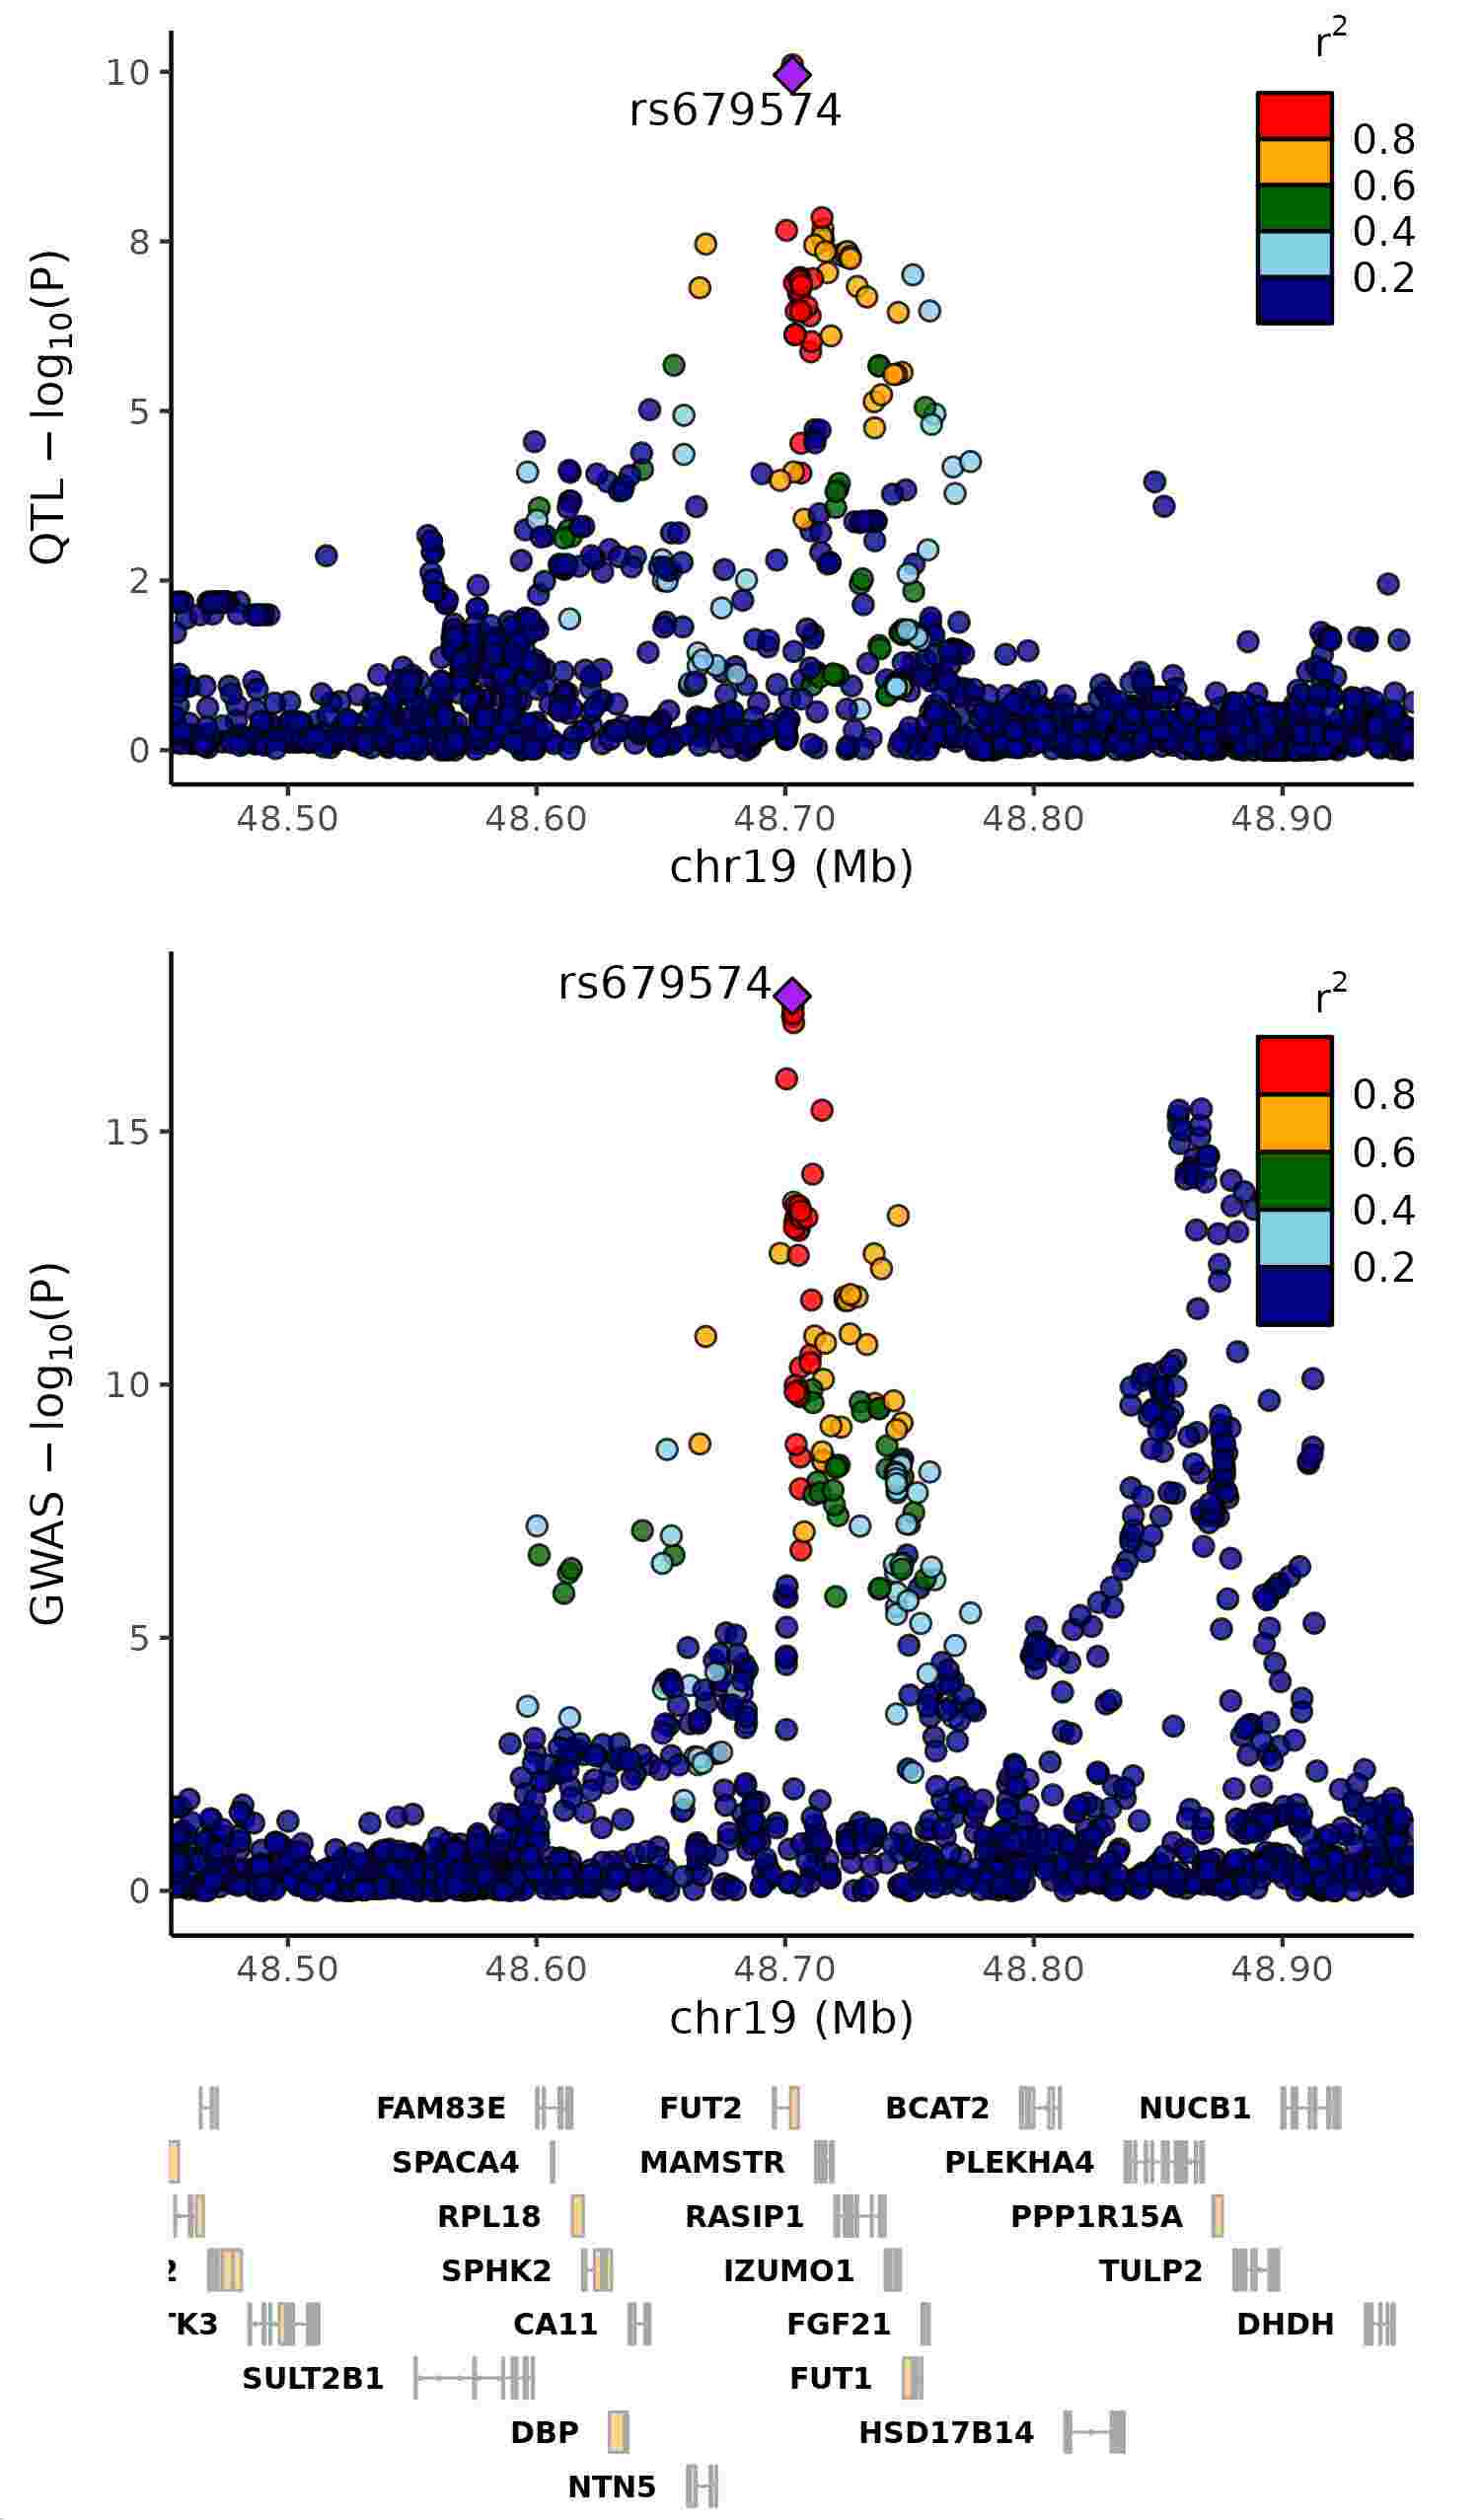 r²
10
rs679574
0.8
0.6
0.4
0.2
8
5
2
0
QTL − log₁₀(P)
48.50 48.60 48.70 48.80 48.90
chr19 (Mb)
rs679574
r²
0.8
0.6
0.4
0.2
15
10
5
0
GWAS − log₁₀(P)
48.50 48.60 48.70 48.80 48.90
chr19 (Mb)
FAM83E FUT2 BCAT2 NUCB1
SPACA4 MAMSTR PLEKHA4
RPL18 RASIP1 PPP1R15A
2 SPHK2 IZUMO1 TULP2
TK3 CA11 FGF21 DHDH
SULT2B1 FUT1
DBP HSD17B14
NTN5